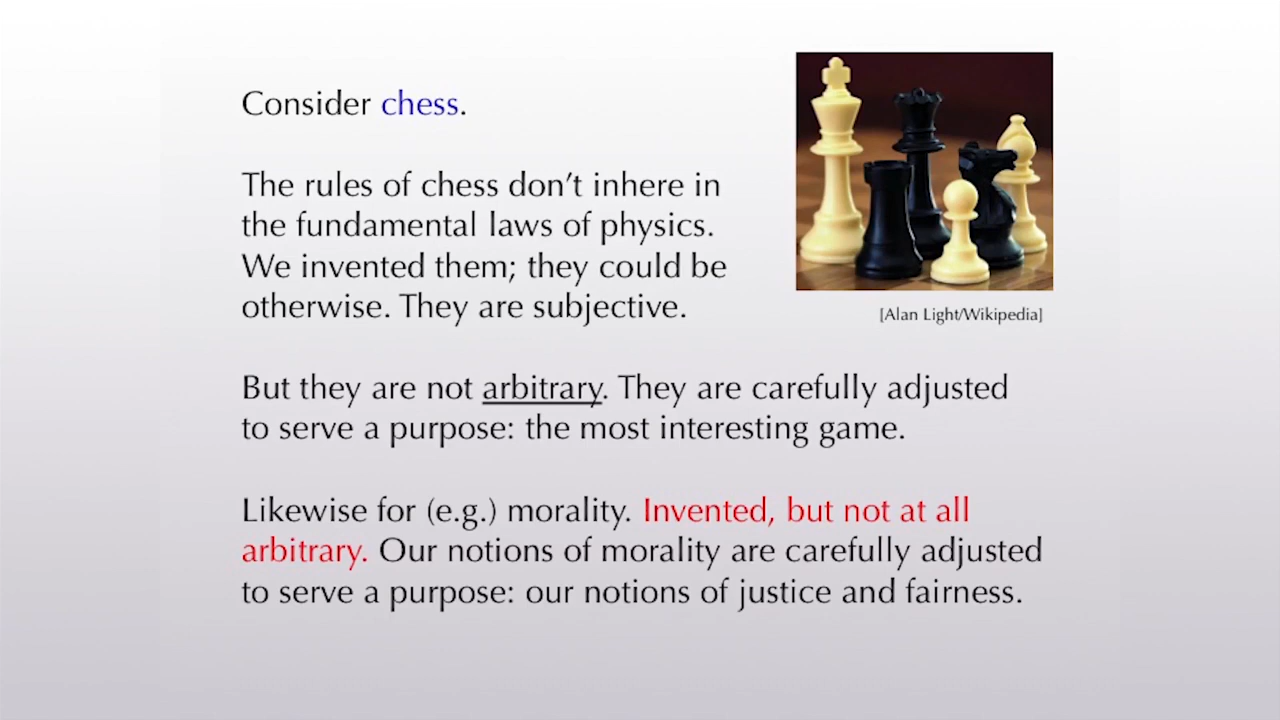 Consider chess.
The rules of chess don’t inhere in
the fundamental laws of physics.
We invented them; they could be
otherwise. They are subjective.
[Alan Light/Wikipedia]
But they are not arbitrary. They are carefully adjusted
to serve a purpose: the most interesting game.
Likewise for (e.g.) morality. Invented, but not at all
arbitrary. Our notions of morality are carefully adjusted
to serve a purpose: our notions of justice and fairness.